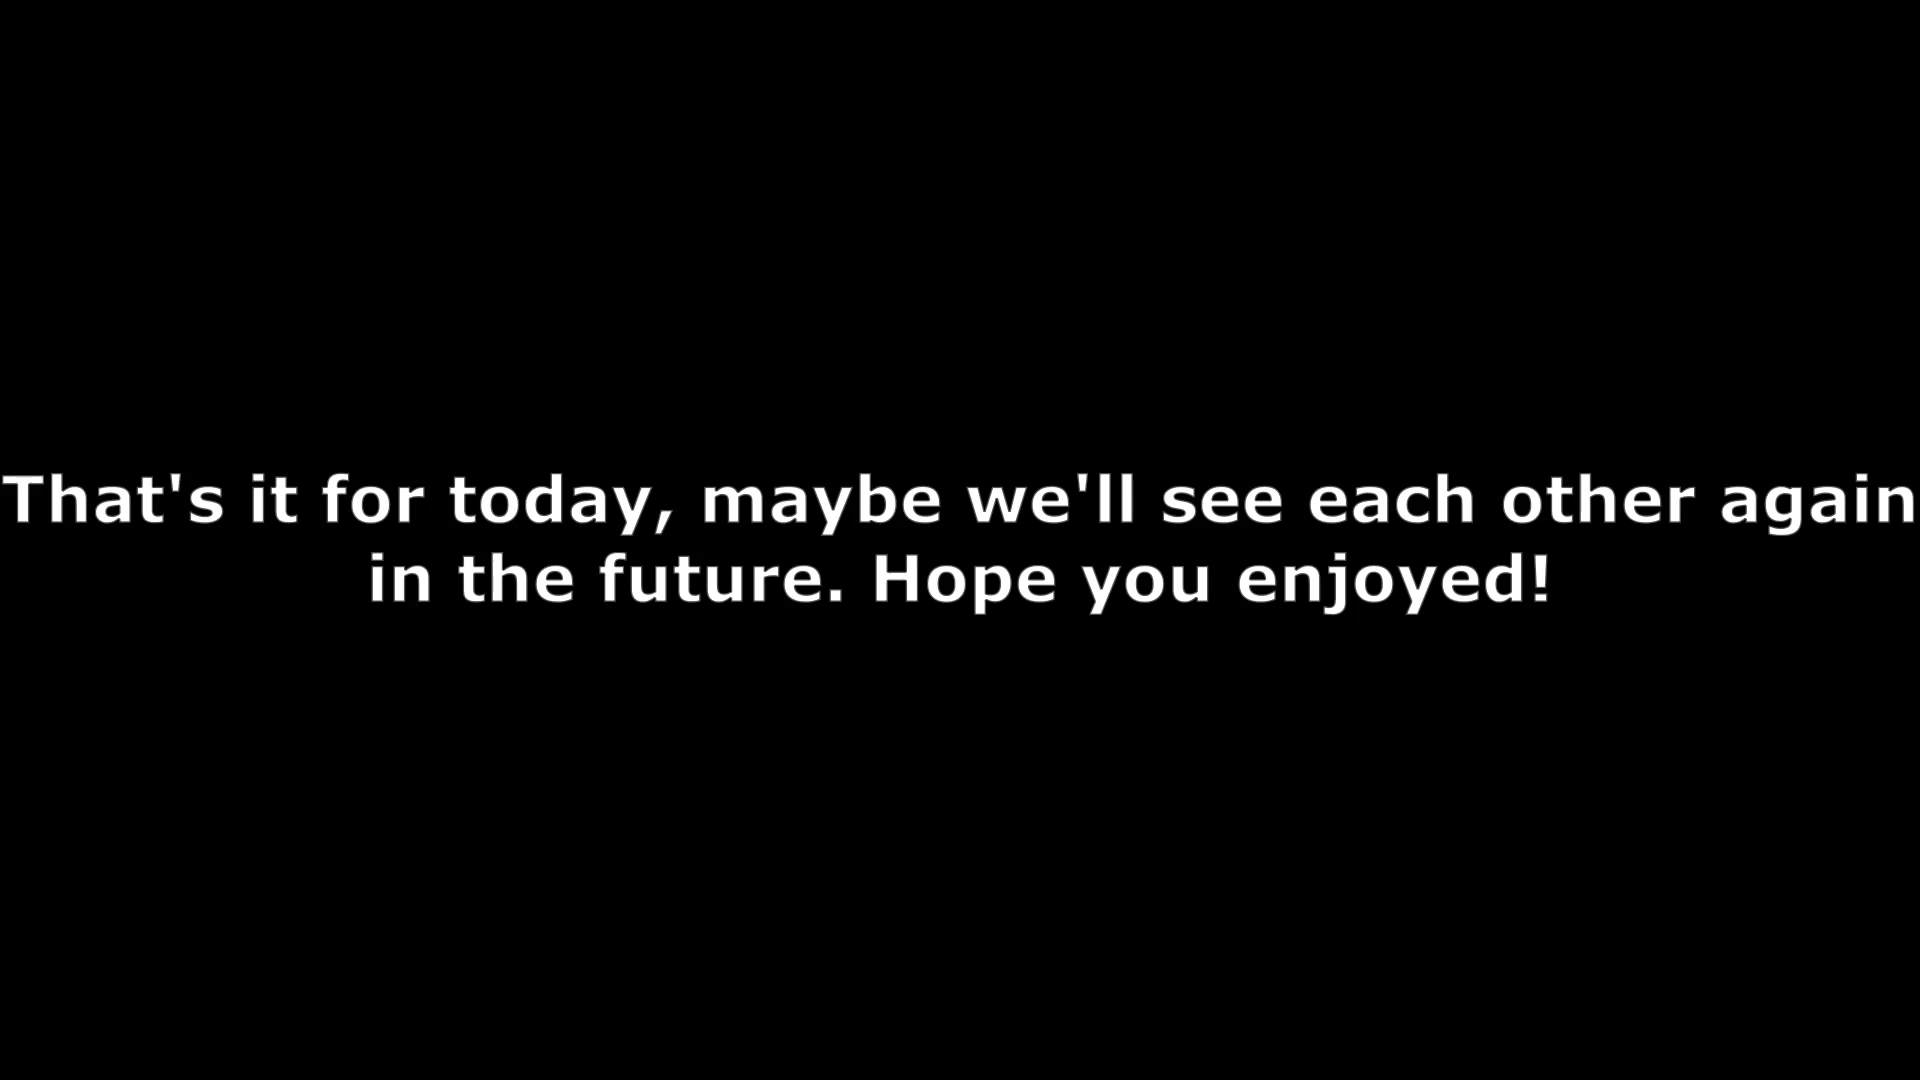 That's it for today, maybe we'll see each other again
in the future. Hope you enjoyed!